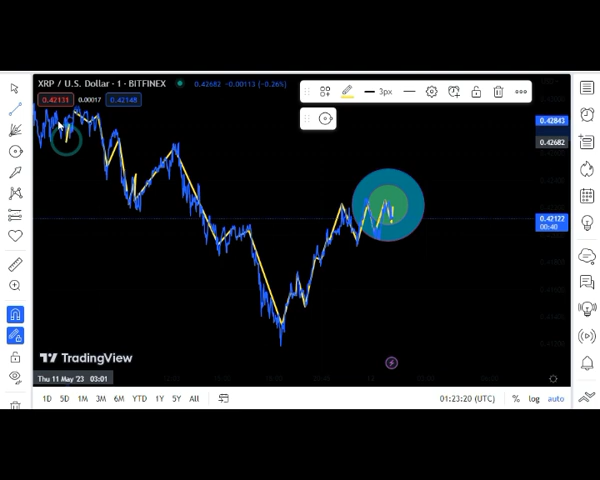 XRP / U.S. Dollar · 1 · BITFINEX 0.42682 −0.00113 (−0.26%)
0.42131 0.00017 0.42148
3px
0.42843
0.42682
0.42122
00:40
TradingView
Thu 11 May '23 03:01
1D 5D 1M 3M 6M YTD 1Y 5Y All 01:23:20 (UTC) % log auto